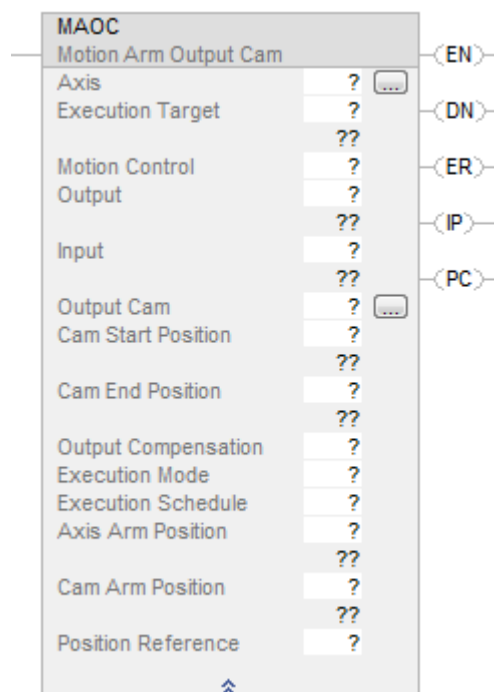 MAOC
Motion Arm Output Cam (EN)
Axis ? ...
Execution Target ? (DN)
??
Motion Control ? (ER)
Output ?
?? (IP)
Input ?
?? (PC)
Output Cam ? ...
Cam Start Position ?
??
Cam End Position ?
??
Output Compensation ?
Execution Mode ?
Execution Schedule ?
Axis Arm Position ?
??
Cam Arm Position ?
??
Position Reference ?